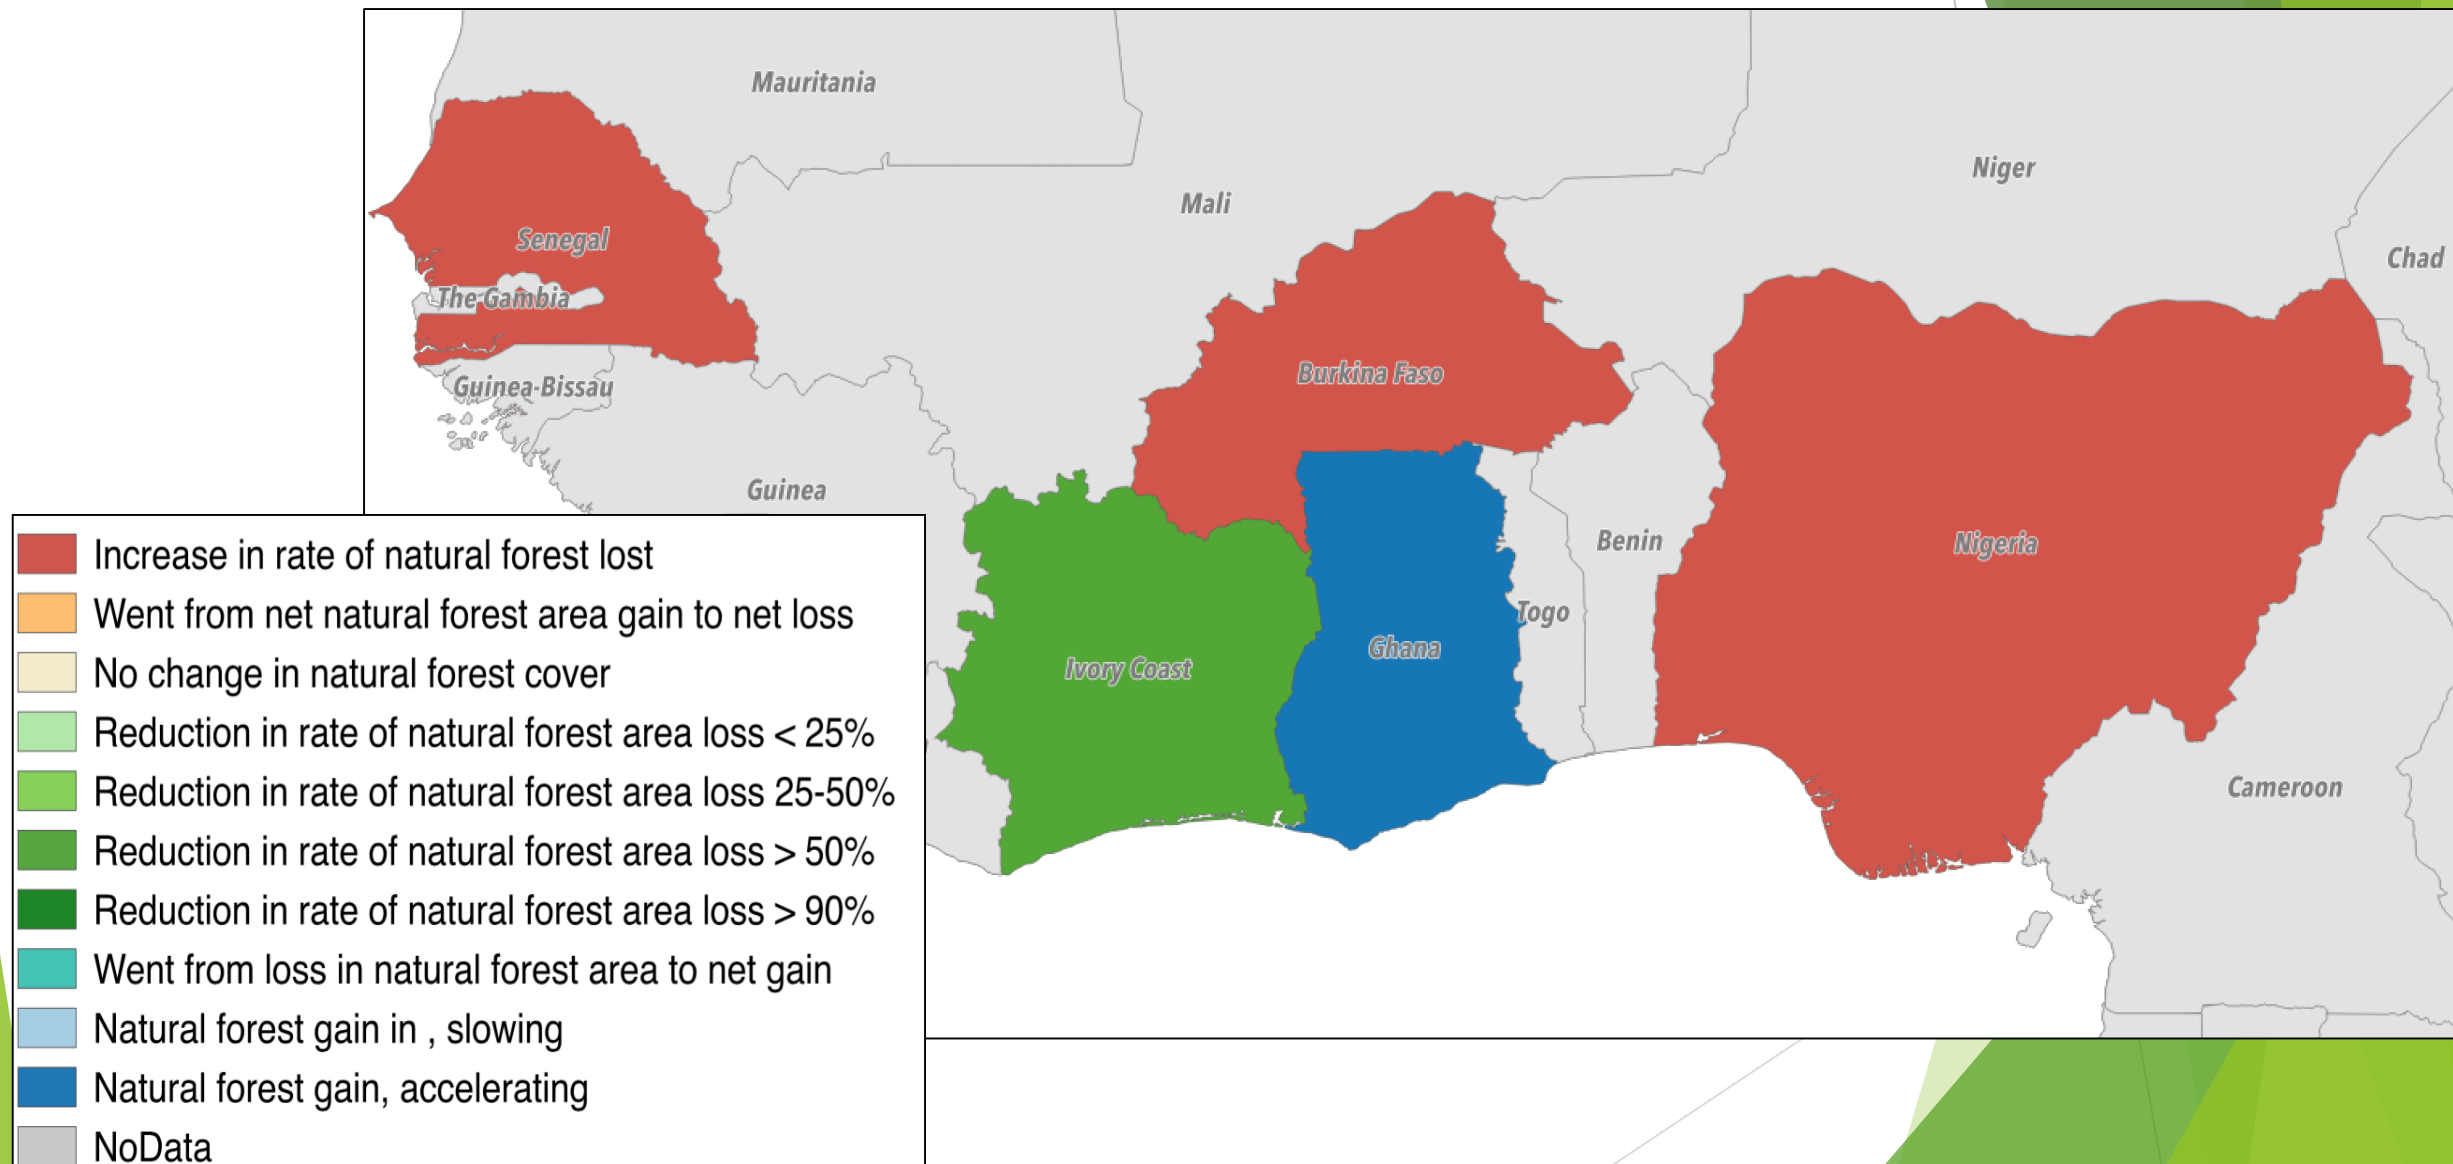 Mauritania
Niger
Mali
Senegal
Chad
The Gambia
Burkina Faso
Guinea-Bissau
Guinea
Benin
Nigeria
Togo
Ghana
Ivory Coast
Cameroon
Increase in rate of natural forest lost
Went from net natural forest area gain to net loss
No change in natural forest cover
Reduction in rate of natural forest area loss < 25%
Reduction in rate of natural forest area loss 25-50%
Reduction in rate of natural forest area loss > 50%
Reduction in rate of natural forest area loss > 90%
Went from loss in natural forest area to net gain
Natural forest gain in , slowing
Natural forest gain, accelerating
NoData